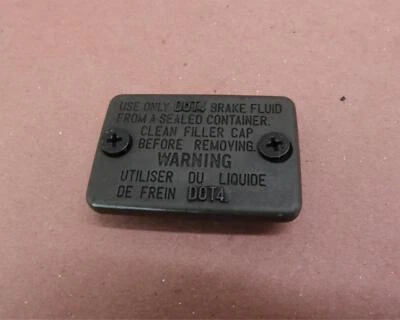 USE ONLY DOT4 BRAKE FLUID
FROM A SEALED CONTAINER.
CLEAN FILLER CAP
BEFORE REMOVING.
WARNING
UTILISER DU LIQUIDE
DE FREIN DOT4.